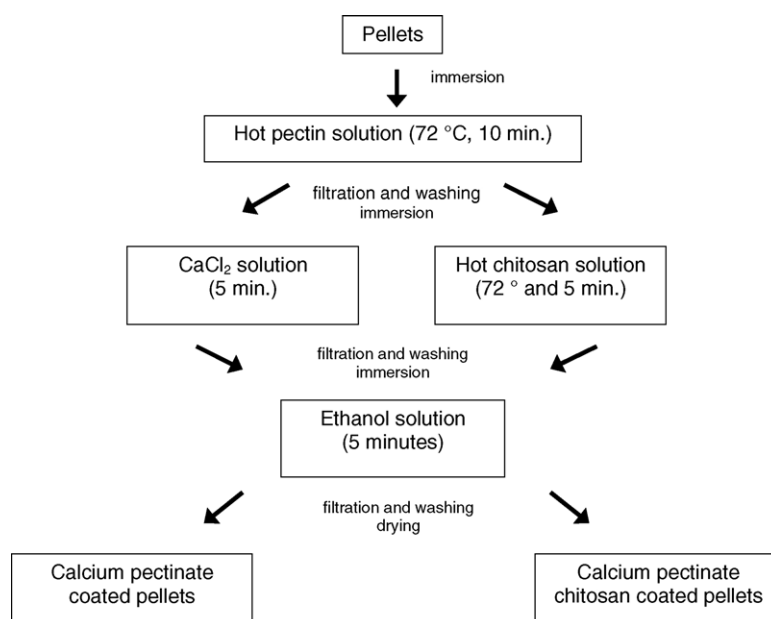 Pellets
immersion
Hot pectin solution (72 °C, 10 min.)
filtration and washing
immersion
CaCl₂ solution
(5 min.)
Hot chitosan solution
(72 ° and 5 min.)
filtration and washing
immersion
Ethanol solution
(5 minutes)
filtration and washing
drying
Calcium pectinate
coated pellets
Calcium pectinate
chitosan coated pellets